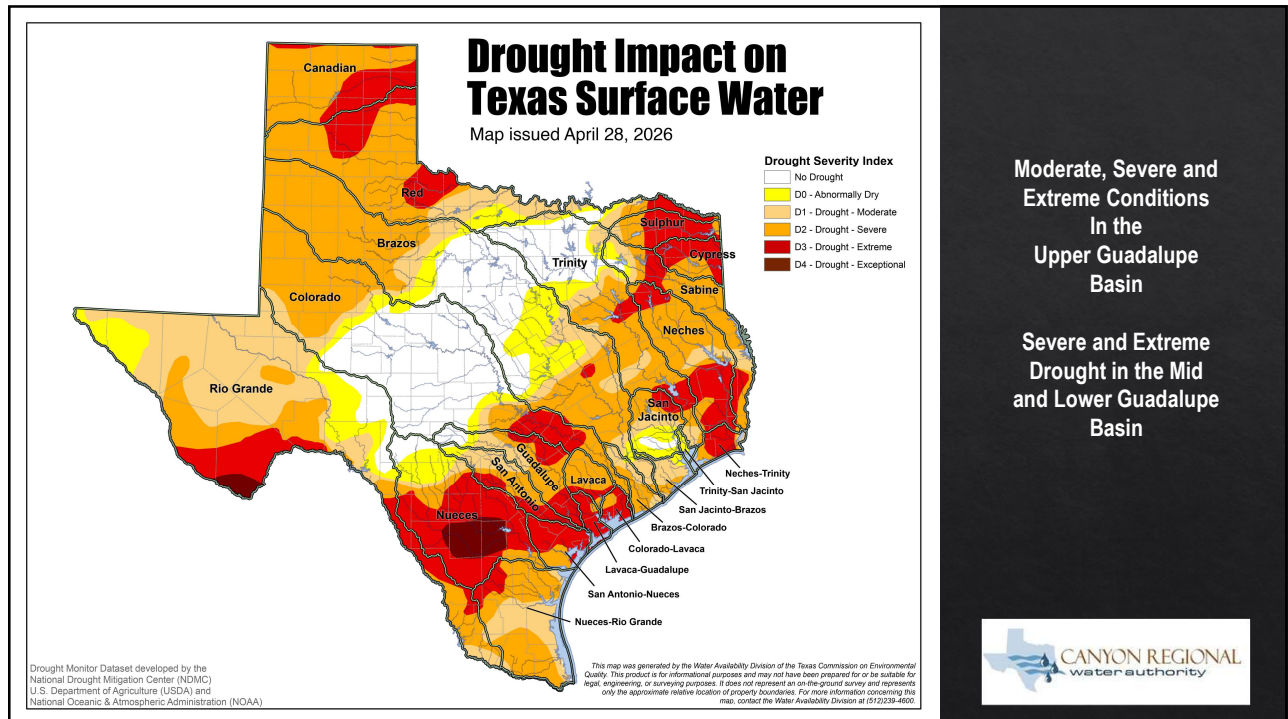 Drought Impact on
Texas Surface Water
Map issued April 28, 2026
Drought Severity Index
No Drought
D0 - Abnormally Dry
D1 - Drought - Moderate
D2 - Drought - Severe
D3 - Drought - Extreme
D4 - Drought - Exceptional
Canadian
Red
Sulphur
Brazos
Cypress
Trinity
Sabine
Colorado
Neches
Rio Grande
San
Jacinto
Guadalupe
San Antonio
Lavaca
Nueces
Neches-Trinity
Trinity-San Jacinto
San Jacinto-Brazos
Brazos-Colorado
Colorado-Lavaca
Lavaca-Guadalupe
San Antonio-Nueces
Nueces-Rio Grande
Drought Monitor Dataset developed by the
National Drought Mitigation Center (NDMC)
U.S. Department of Agriculture (USDA) and
National Oceanic & Atmospheric Administration (NOAA)
This map was generated by the Water Availability Division of the Texas Commission on Environmental
Quality. This product is for informational purposes and may not have been prepared for or be suitable for
legal, engineering, or surveying purposes. It does not represent an on-the-ground survey and represents
only the approximate relative location of property boundaries. For more information concerning this
map, contact the Water Availability Division at (512)239-4600.
Moderate, Severe and
Extreme Conditions
In the
Upper Guadalupe
Basin
Severe and Extreme
Drought in the Mid
and Lower Guadalupe
Basin
CANYON REGIONAL
water authority